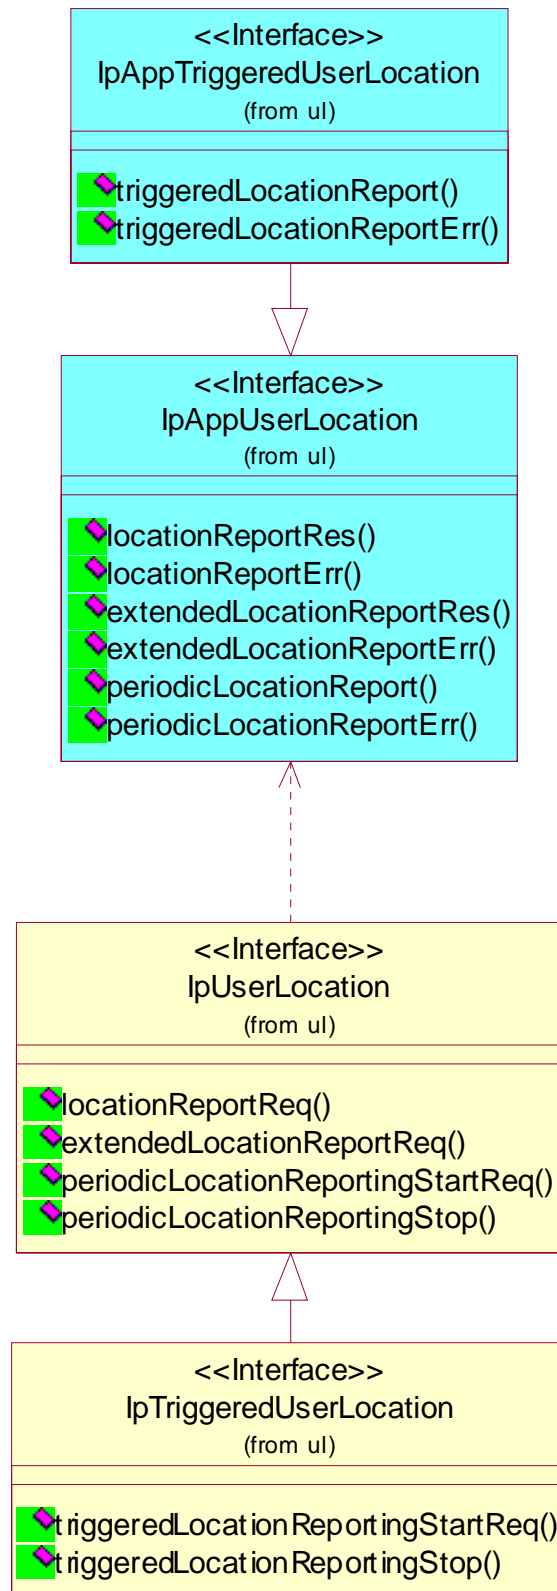 <<Interface>>
IpAppTriggeredUserLocation
(from ul)
triggeredLocationReport()
triggeredLocationReportErr()
<<Interface>>
IpAppUserLocation
(from ul)
locationReportRes()
locationReportErr()
extendedLocationReportRes()
extendedLocationReportErr()
periodicLocationReport()
periodicLocationReportErr()
<<Interface>>
IpUserLocation
(from ul)
locationReportReq()
extendedLocationReportReq()
periodicLocationReportingStartReq()
periodicLocationReportingStop()
<<Interface>>
IpTriggeredUserLocation
(from ul)
triggeredLocationReportingStartReq()
triggeredLocationReportingStop()